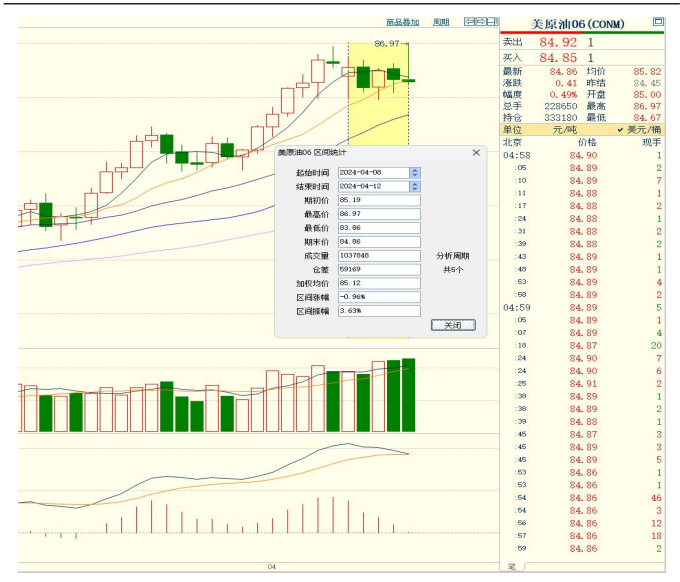 商品叠加 周期
美原油06 (CONM)
卖出 84.92 1
买入 84.85 1
最新 84.86 均价 85.82
涨跌 0.41 昨结 84.45
幅度 0.49% 开盘 85.00
总手 228650 最高 86.97
持仓 333180 最低 84.67
单位 元/吨 ✔ 美元/桶
北京 价格 现手
04:58 84.90 1
:05 84.89 2
:10 84.89 7
:11 84.88 1
:17 84.88 2
:24 84.88 1
:31 84.88 2
:39 84.88 2
:43 84.89 1
:48 84.89 1
:53 84.89 4
:58 84.89 2
04:59 84.89 5
:05 84.89 1
:07 84.89 4
:18 84.87 20
:24 84.90 7
:24 84.90 6
:25 84.91 2
:38 84.89 1
:38 84.89 2
:39 84.88 1
:45 84.87 3
:45 84.89 3
:45 84.89 5
:53 84.86 1
:53 84.86 1
:54 84.86 46
:54 84.86 3
:56 84.86 12
:57 84.86 18
:59 84.86 2
笔
86.97
美原油06 区间统计
起始时间 2024-04-08
结束时间 2024-04-12
期初价 85.19
最高价 86.97
最低价 83.86
期末价 84.86
成交量 1037848 分析周期
仓差 59169 共5个
加权均价 85.12
区间涨幅 -0.96%
区间振幅 3.63%
关闭
04